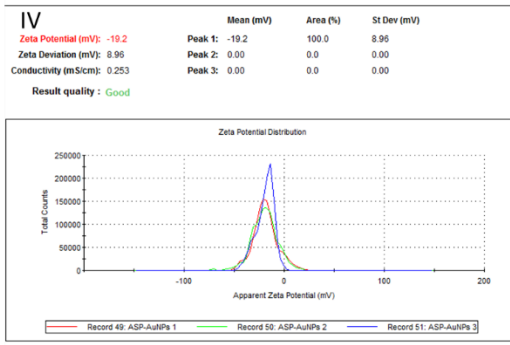 IV
Mean (mV) Area (%) St Dev (mV)
Zeta Potential (mV): -19.2 Peak 1: -19.2 100.0 8.96
Zeta Deviation (mV): 8.96 Peak 2: 0.00 0.0 0.00
Conductivity (mS/cm): 0.253 Peak 3: 0.00 0.0 0.00
Result quality : Good
Zeta Potential Distribution
250000
200000
150000
100000
50000
0
Total Counts
-100 0 100 200
Apparent Zeta Potential (mV)
Record 49: ASP-AuNPs 1 Record 50: ASP-AuNPs 2 Record 51: ASP-AuNPs 3